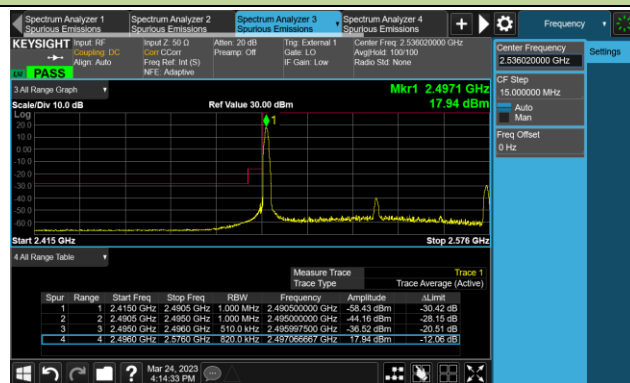 Spectrum Analyzer 1
Spurious Emissions
Spectrum Analyzer 2
Spurious Emissions
Spectrum Analyzer 3
Spurious Emissions
Spectrum Analyzer 4
Spurious Emissions
Frequency
KEYSIGHT
Input: RF
Coupling: DC
Align: Auto
Input Z: 50 Ω
Corr CCorr
Freq Ref: Int (S)
NFE: Adaptive
Atten: 20 dB
Preamp: Off
Trig: External 1
Gate: LO
IF Gain: Low
Center Freq: 2.536020000 GHz
Avg|Hold: 100/100
Radio Std: None
PASS
Center Frequency
2.536020000 GHz
Settings
CF Step
15.000000 MHz
Auto
Man
Freq Offset
0 Hz
3 All Range Graph
Mkr1 2.4971 GHz
Scale/Div 10.0 dB
Ref Value 30.00 dBm
17.94 dBm
Log
20.0
10.0
0.00
-10.0
-20.0
-30.0
-40.0
-50.0
-60.0
1
Start 2.415 GHz
Stop 2.576 GHz
4 All Range Table
Measure Trace Trace 1
Trace Type Trace Average (Active)
Spur Range Start Freq Stop Freq RBW Frequency Amplitude ΔLimit
1 1 2.4150 GHz 2.4905 GHz 1.000 MHz 2.490500000 GHz -58.43 dBm -30.42 dB
2 2 2.4905 GHz 2.4950 GHz 1.000 MHz 2.495000000 GHz -44.16 dBm -28.15 dB
3 3 2.4950 GHz 2.4960 GHz 510.0 kHz 2.495997500 GHz -36.52 dBm -20.51 dB
4 4 2.4960 GHz 2.5760 GHz 820.0 kHz 2.497066667 GHz 17.94 dBm -12.06 dB
Mar 24, 2023
4:14:33 PM